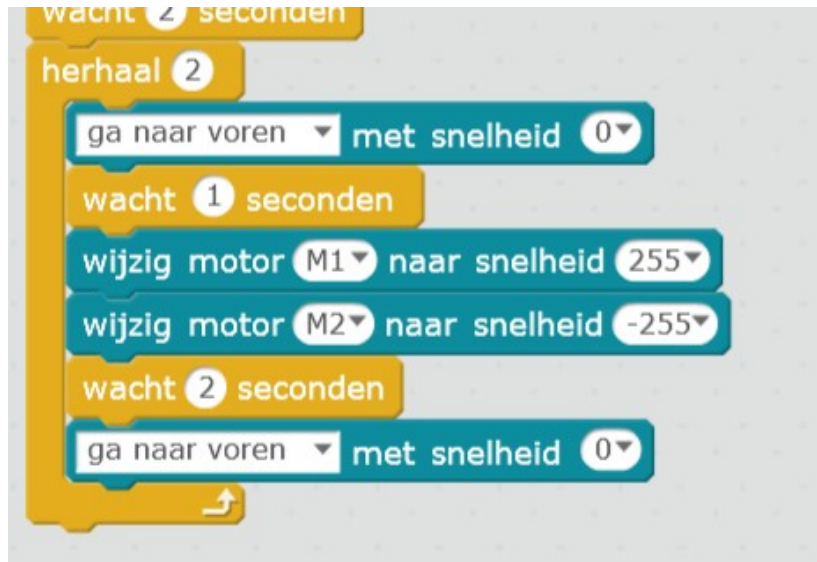 wacht 2 seconden
herhaal 2
ga naar voren met snelheid 0
wacht 1 seconden
wijzig motor M1 naar snelheid 255
wijzig motor M2 naar snelheid -255
wacht 2 seconden
ga naar voren met snelheid 0